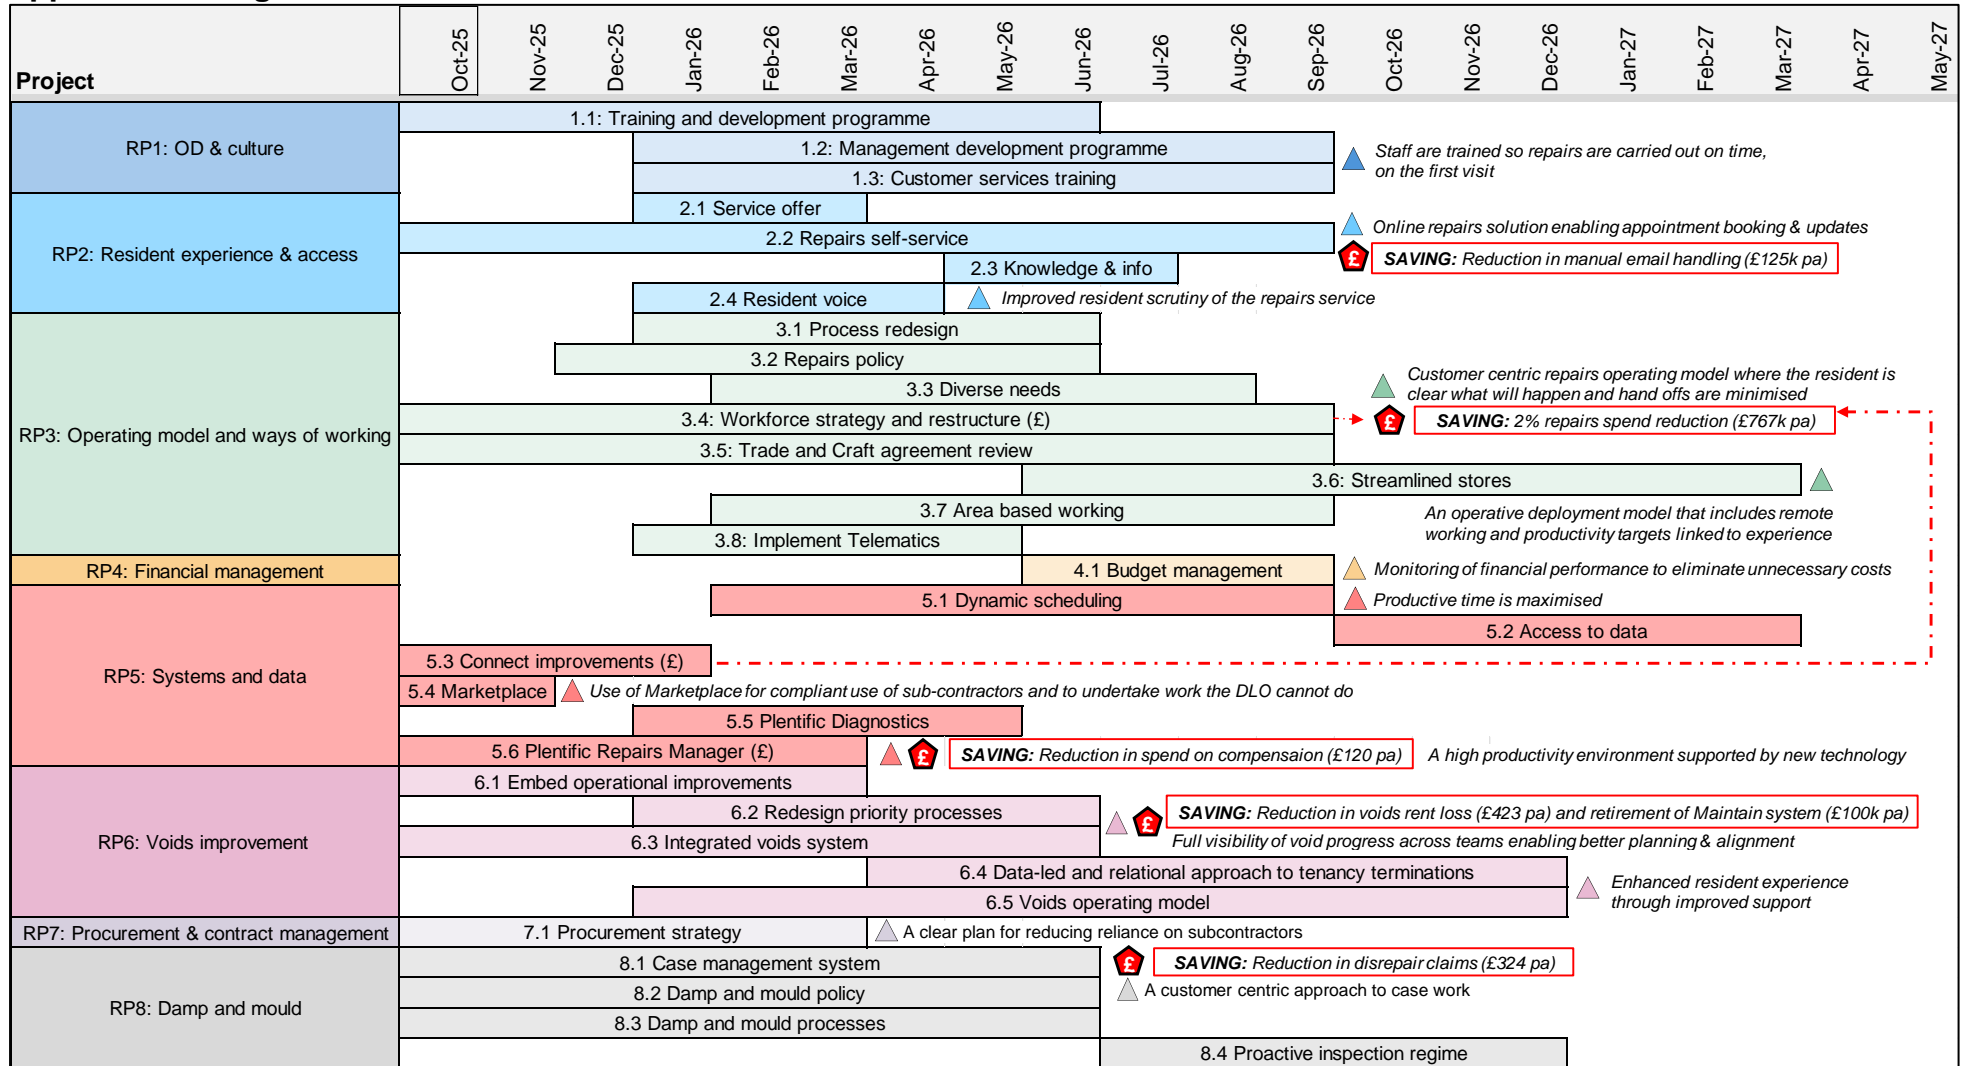 Project
Oct-25
Nov-25
Dec-25
Jan-26
Feb-26
Mar-26
Apr-26
May-26
Jun-26
Jul-26
Aug-26
Sep-26
Oct-26
Nov-26
Dec-26
Jan-27
Feb-27
Mar-27
Apr-27
May-27
RP1: OD & culture
1.1: Training and development programme
1.2: Management development programme
1.3: Customer services training
Staff are trained so repairs are carried out on time,
on the first visit
RP2: Resident experience & access
2.1 Service offer
2.2 Repairs self-service
Online repairs solution enabling appointment booking & updates
£
SAVING: Reduction in manual email handling (£125k pa)
2.3 Knowledge & info
2.4 Resident voice
Improved resident scrutiny of the repairs service
RP3: Operating model and ways of working
3.1 Process redesign
3.2 Repairs policy
3.3 Diverse needs
Customer centric repairs operating model where the resident is
clear what will happen and hand offs are minimised
3.4: Workforce strategy and restructure (£)
£
SAVING: 2% repairs spend reduction (£767k pa)
3.5: Trade and Craft agreement review
3.6: Streamlined stores
3.7 Area based working
An operative deployment model that includes remote
working and productivity targets linked to experience
3.8: Implement Telematics
RP4: Financial management
4.1 Budget management
Monitoring of financial performance to eliminate unnecessary costs
RP5: Systems and data
5.1 Dynamic scheduling
Productive time is maximised
5.2 Access to data
5.3 Connect improvements (£)
5.4 Marketplace
Use of Marketplace for compliant use of sub-contractors and to undertake work the DLO cannot do
5.5 Plentific Diagnostics
5.6 Plentific Repairs Manager (£)
£
SAVING: Reduction in spend on compensaion (£120 pa)
A high productivity environment supported by new technology
RP6: Voids improvement
6.1 Embed operational improvements
6.2 Redesign priority processes
£
SAVING: Reduction in voids rent loss (£423 pa) and retirement of Maintain system (£100k pa)
6.3 Integrated voids system
Full visibility of void progress across teams enabling better planning & alignment
6.4 Data-led and relational approach to tenancy terminations
6.5 Voids operating model
Enhanced resident experience
through improved support
RP7: Procurement & contract management
7.1 Procurement strategy
A clear plan for reducing reliance on subcontractors
RP8: Damp and mould
8.1 Case management system
£
SAVING: Reduction in disrepair claims (£324 pa)
8.2 Damp and mould policy
A customer centric approach to case work
8.3 Damp and mould processes
8.4 Proactive inspection regime